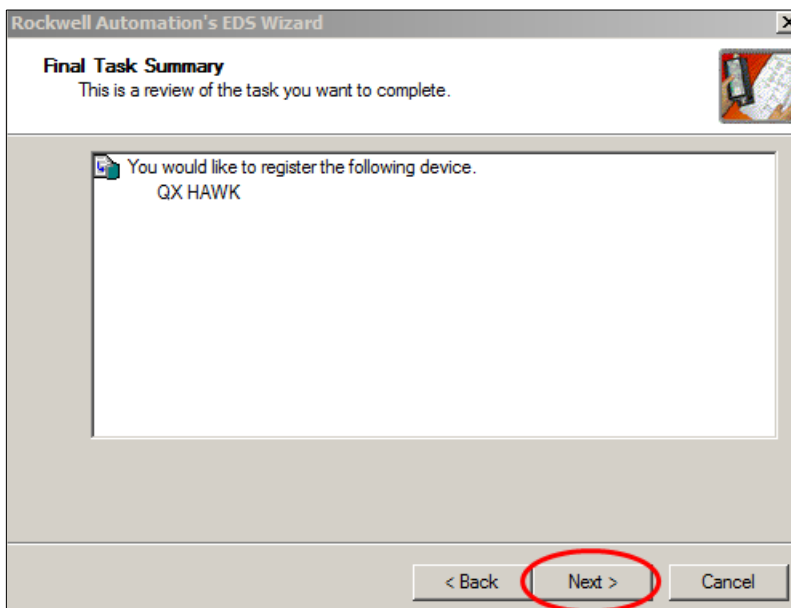 Rockwell Automation's EDS Wizard
Final Task Summary
This is a review of the task you want to complete.
You would like to register the following device.
QX HAWK
< Back
Next >
Cancel